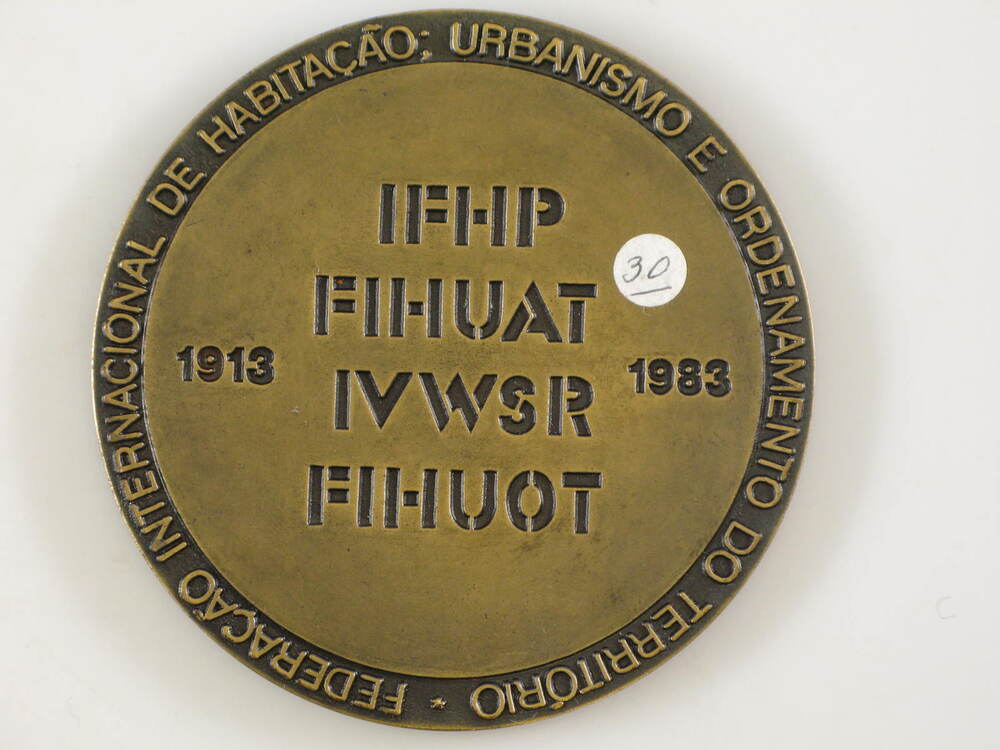 FEDERAÇÃO INTERNACIONAL DE HABITAÇÃO; URBANISMO E ORDENAMENTO DO TERRITÓRIO *
IFHP
FIHUAT
1913
1983
IVWSR
FIHUOT
30